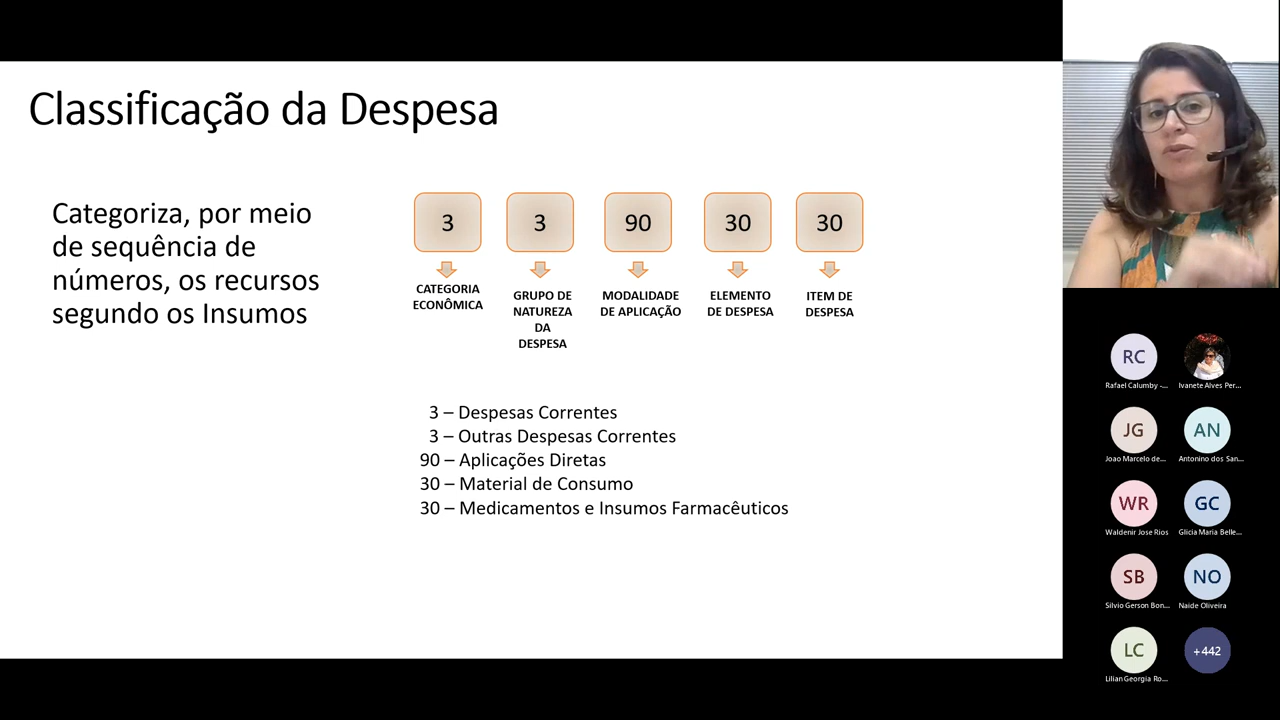 Classificação da Despesa
Categoriza, por meio
de sequência de
números, os recursos
segundo os Insumos
3
3
90
30
30
CATEGORIA
ECONÔMICA
GRUPO DE
NATUREZA
DA
DESPESA
MODALIDADE
DE APLICAÇÃO
ELEMENTO
DE DESPESA
ITEM DE
DESPESA
3 – Despesas Correntes
3 – Outras Despesas Correntes
90 – Aplicações Diretas
30 – Material de Consumo
30 – Medicamentos e Insumos Farmacêuticos
RC
Rafael Calumby -...
Ivanete Alves Per...
JG
Joao Marcelo de...
AN
Antonino dos San...
WR
Waldenir Jose Rios
GC
Glicia Maria Belle...
SB
Silvio Gerson Bon...
NO
Naide Oliveira
LC
Lilian Georgia Ro...
+442